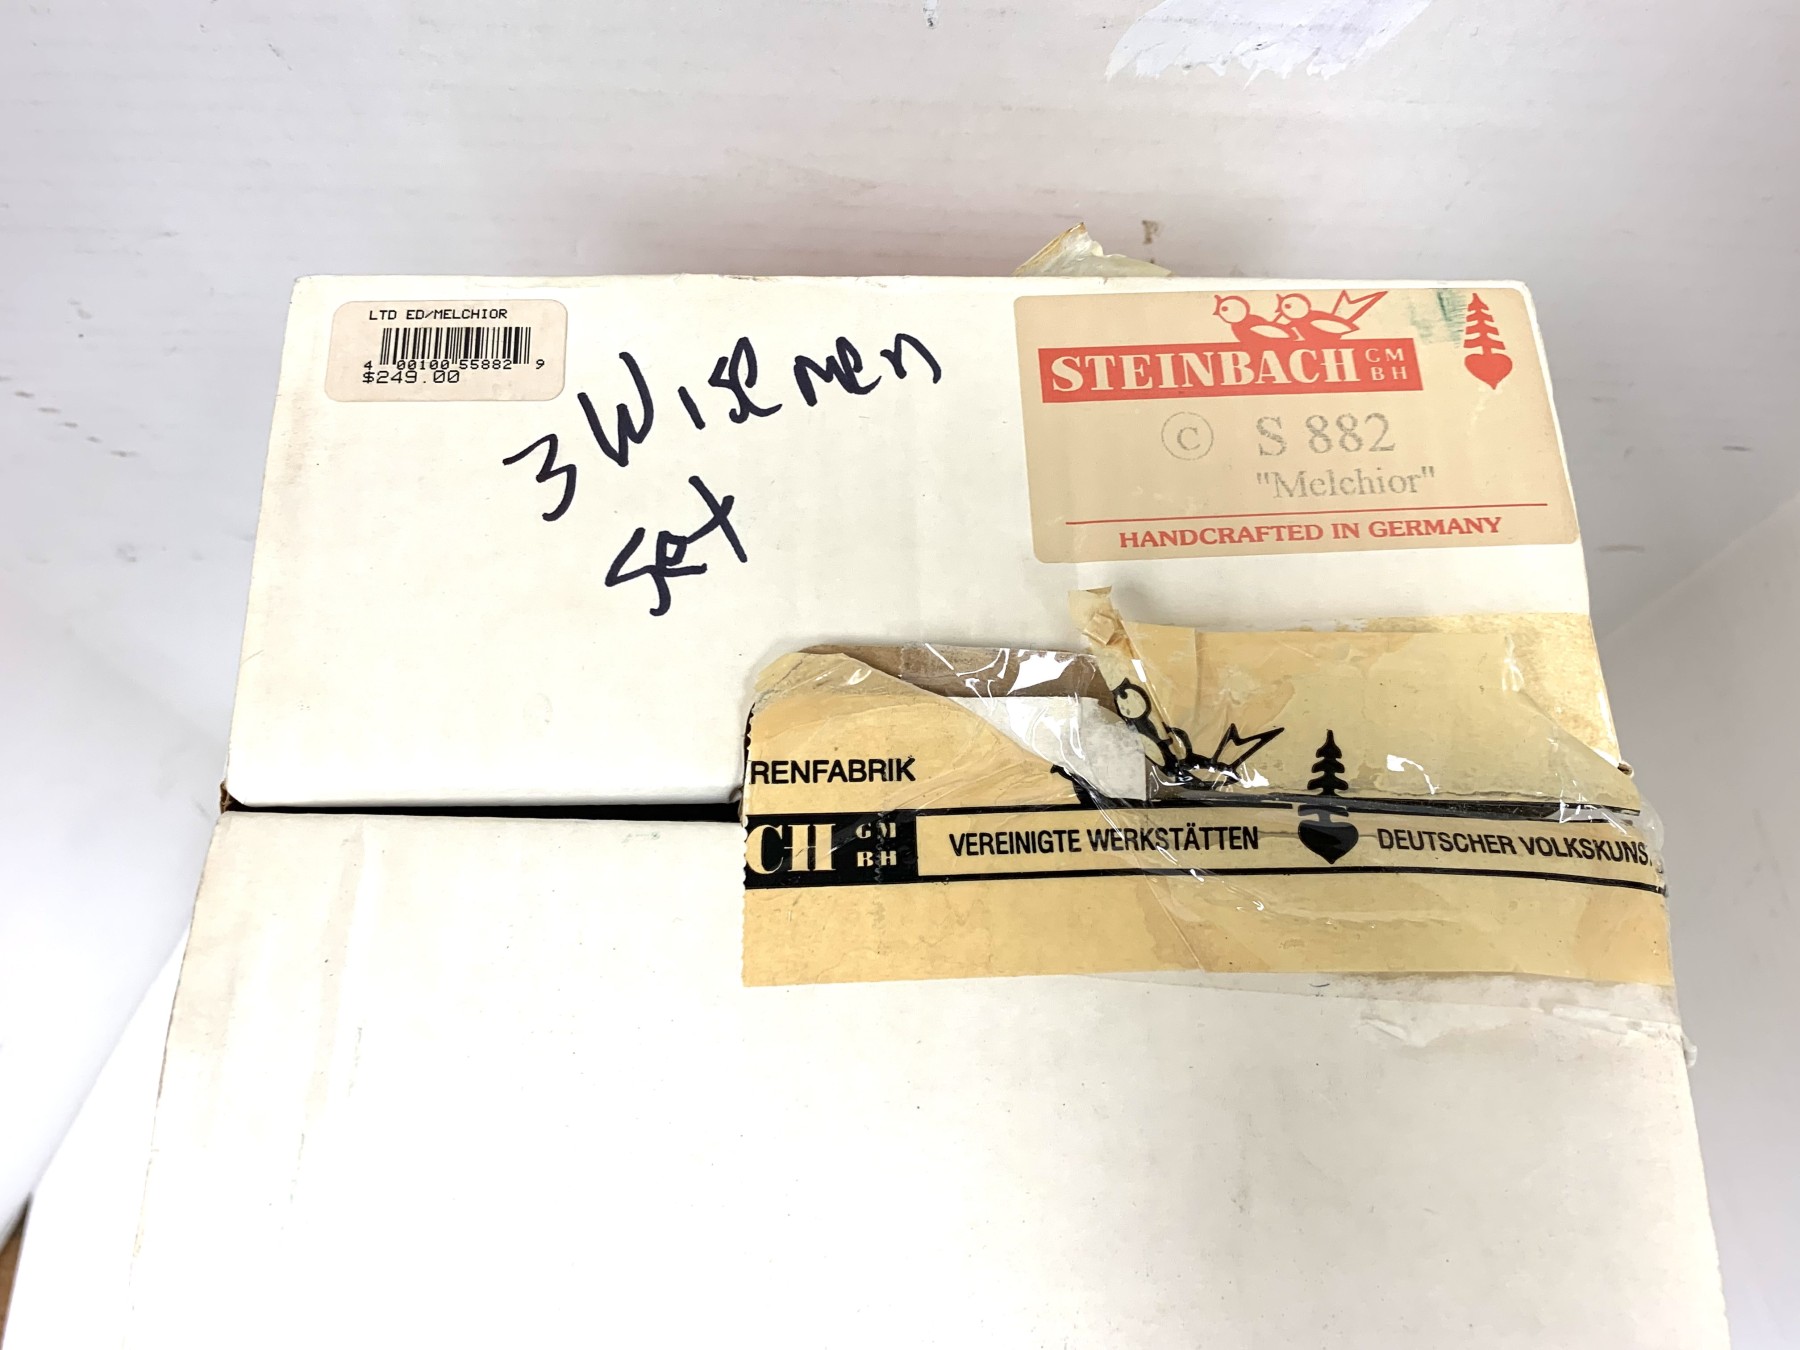 LTD ED/MELCHIOR
4 00100 55882 9
$249.00
3 Wise men
set
STEINBACH GM
BH
© S 882
"Melchior"
HANDCRAFTED IN GERMANY
RENFABRIK
CH GM
BH
VEREINIGTE WERKSTÄTTEN DEUTSCHER VOLKSKUNS